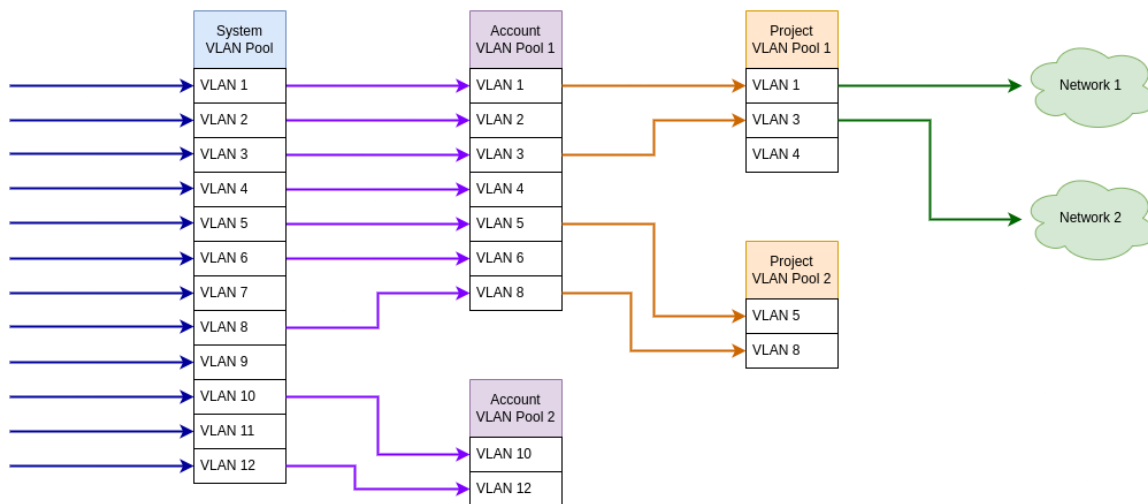 System
VLAN Pool
VLAN 1
VLAN 2
VLAN 3
VLAN 4
VLAN 5
VLAN 6
VLAN 7
VLAN 8
VLAN 9
VLAN 10
VLAN 11
VLAN 12
Account
VLAN Pool 1
VLAN 1
VLAN 2
VLAN 3
VLAN 4
VLAN 5
VLAN 6
VLAN 8
Account
VLAN Pool 2
VLAN 10
VLAN 12
Project
VLAN Pool 1
VLAN 1
VLAN 3
VLAN 4
Project
VLAN Pool 2
VLAN 5
VLAN 8
Network 1
Network 2